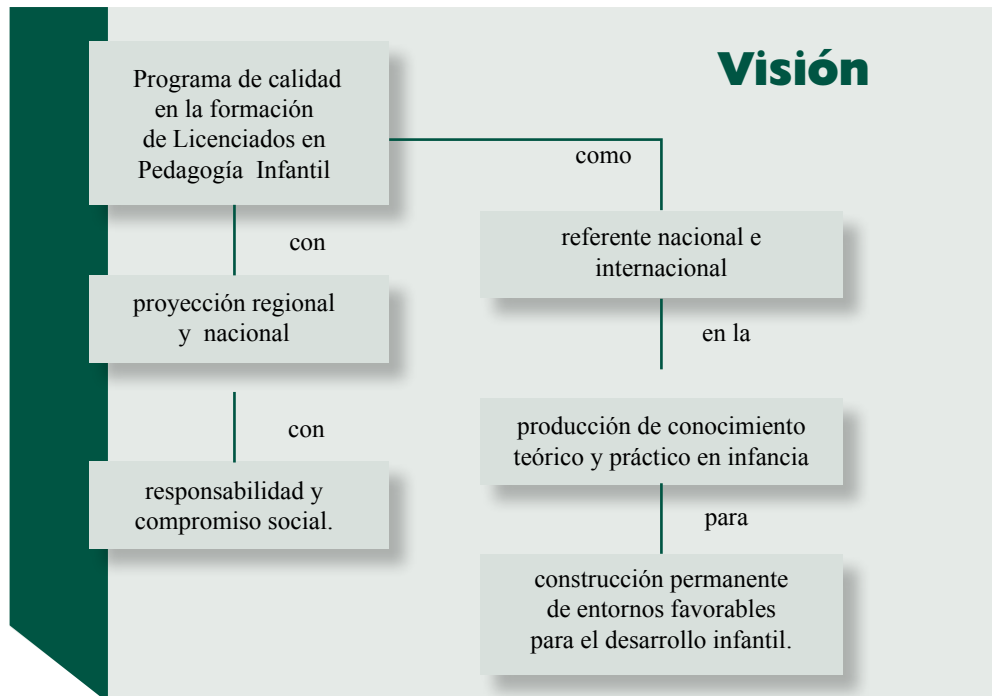 Visión
Programa de calidad
en la formación
de Licenciados en
Pedagogía Infantil
con
proyección regional
y nacional
con
responsabilidad y
compromiso social.
como
referente nacional e
internacional
en la
producción de conocimiento
teórico y práctico en infancia
para
construcción permanente
de entornos favorables
para el desarrollo infantil.